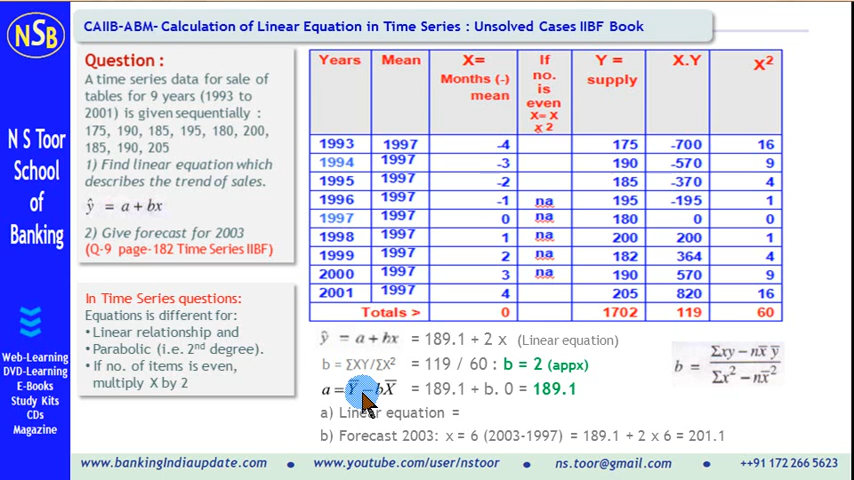 NSB
CAIIB-ABM- Calculation of Linear Equation in Time Series : Unsolved Cases IIBF Book
N S Toor
School
of
Banking
Web-Learning
DVD-Learning
E-Books
Study Kits
CDs
Magazine
Question :
A time series data for sale of
tables for 9 years (1993 to
2001) is given sequentially :
175, 190, 185, 195, 180, 200,
185, 190, 205
1) Find linear equation which
describes the trend of sales.
ŷ = a + bx
2) Give forecast for 2003
(Q-9 page-182 Time Series IIBF)
In Time Series questions:
Equations is different for:
•Linear relationship and
•Parabolic (i.e. 2nd degree).
•If no. of items is even,
multiply X by 2
Years Mean X= Months (-) mean If no. is even X= X x 2 Y = supply X.Y X²
1993 1997 -4 175 -700 16
1994 1997 -3 190 -570 9
1995 1997 -2 185 -370 4
1996 1997 -1 na 195 -195 1
1997 1997 0 na 180 0 0
1998 1997 1 na 200 200 1
1999 1997 2 na 182 364 4
2000 1997 3 na 190 570 9
2001 1997 4 205 820 16
Totals > 0 1702 119 60
ŷ = a + bx = 189.1 + 2 x (Linear equation)
b = ΣXY/ΣX² = 119 / 60 : b = 2 (appx)
a = Y̅ - bX̅ = 189.1 + b. 0 = 189.1
a) Linear equation =
b) Forecast 2003: x = 6 (2003-1997) = 189.1 + 2 x 6 = 201.1
b = Σxy – nx̅ y̅ / Σx² – nx̅²
www.bankingIndiaupdate.com • www.youtube.com/user/nstoor • ns.toor@gmail.com • ++91 172 266 5623